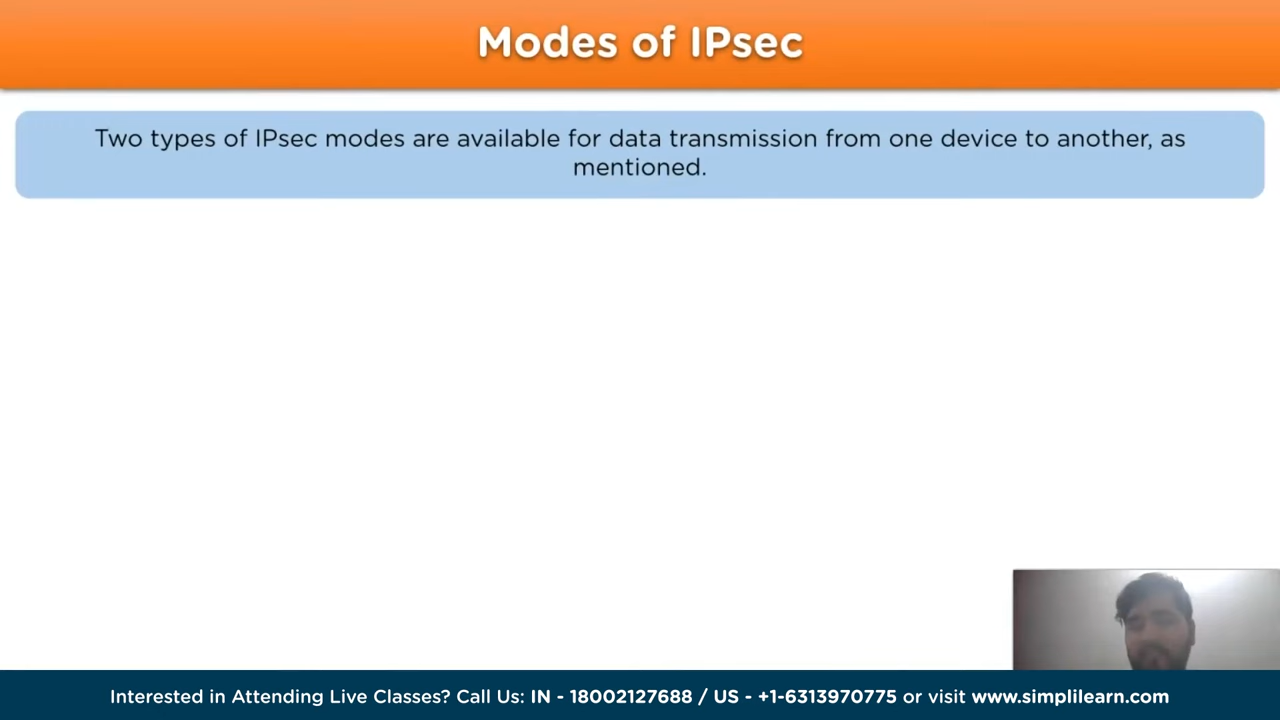 Modes of IPsec
Two types of IPsec modes are available for data transmission from one device to another, as
mentioned.
Interested in Attending Live Classes? Call Us: IN - 18002127688 / US - +1-6313970775 or visit www.simplilearn.com